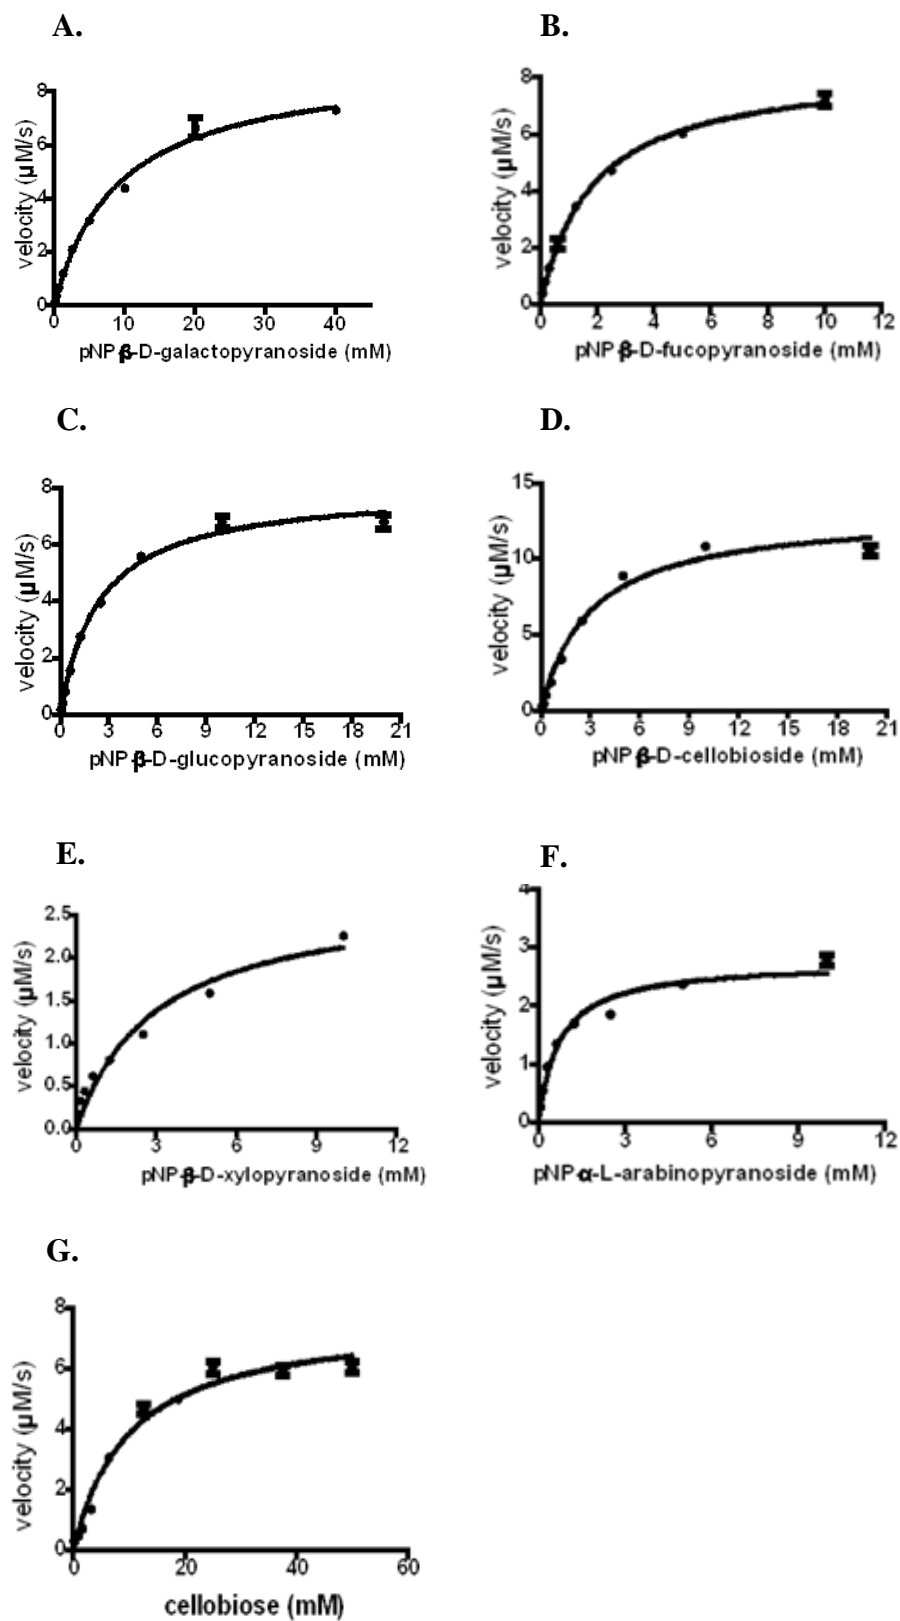 A.
velocity (µM/s)
8
6
4
2
0
0 10 20 30 40
pNP-β-D-galactopyranoside (mM)
B.
velocity (µM/s)
8
6
4
2
0
0 2 4 6 8 10 12
pNP-β-D-fucopyranoside (mM)
C.
velocity (µM/s)
8
6
4
2
0
0 3 6 9 12 15 18 21
pNP-β-D-glucopyranoside (mM)
D.
velocity (µM/s)
15
10
5
0
0 3 6 9 12 15 18 21
pNP-β-D-cellobioside (mM)
E.
velocity (µM/s)
2.5
2.0
1.5
1.0
0.5
0.0
0 3 6 9 12
pNP-β-D-xylopyranoside (mM)
F.
velocity (µM/s)
4
3
2
1
0
0 3 6 9 12
pNP-α-L-arabinopyranoside (mM)
G.
velocity (µM/s)
8
6
4
2
0
0 20 40 60
cellobiose (mM)